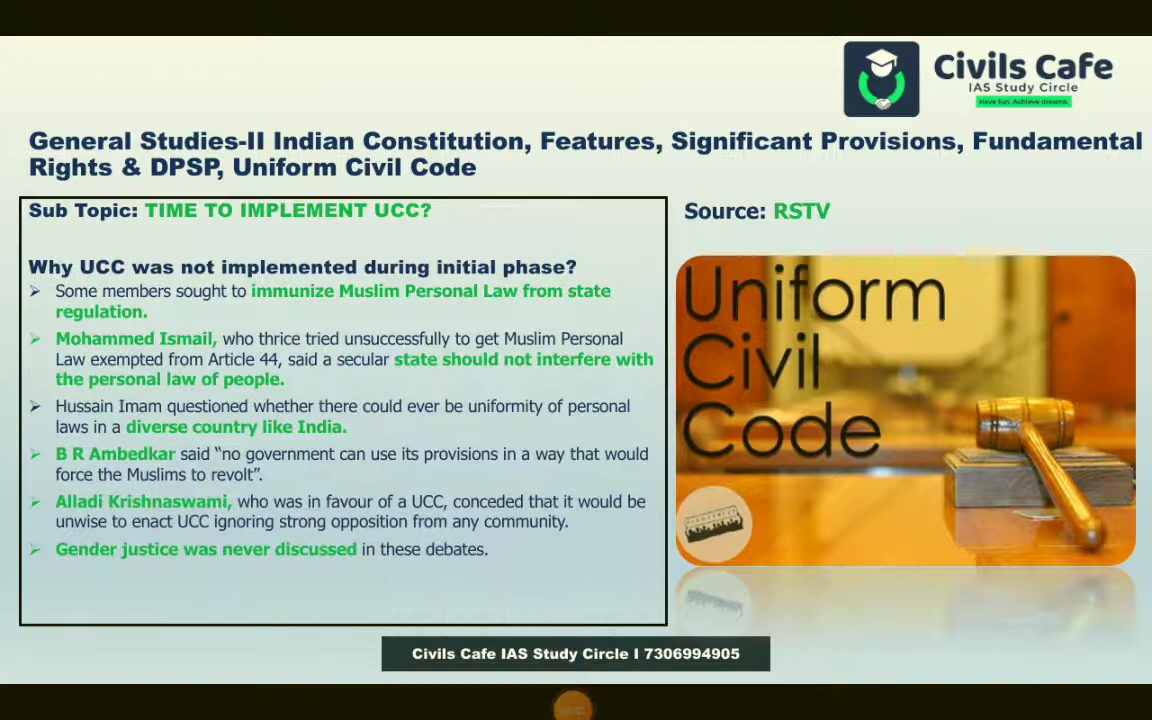 Civils Cafe
IAS Study Circle
Have fun. Achieve dreams.
General Studies-II Indian Constitution, Features, Significant Provisions, Fundamental
Rights & DPSP, Uniform Civil Code
Sub Topic: TIME TO IMPLEMENT UCC?
Source: RSTV
Why UCC was not implemented during initial phase?
➢ Some members sought to immunize Muslim Personal Law from state
regulation.
➢ Mohammed Ismail, who thrice tried unsuccessfully to get Muslim Personal
Law exempted from Article 44, said a secular state should not interfere with
the personal law of people.
➢ Hussain Imam questioned whether there could ever be uniformity of personal
laws in a diverse country like India.
➢ B R Ambedkar said “no government can use its provisions in a way that would
force the Muslims to revolt”.
➢ Alladi Krishnaswami, who was in favour of a UCC, conceded that it would be
unwise to enact UCC ignoring strong opposition from any community.
➢ Gender justice was never discussed in these debates.
Uniform
Civil
Code
Civils Cafe IAS Study Circle I 7306994905